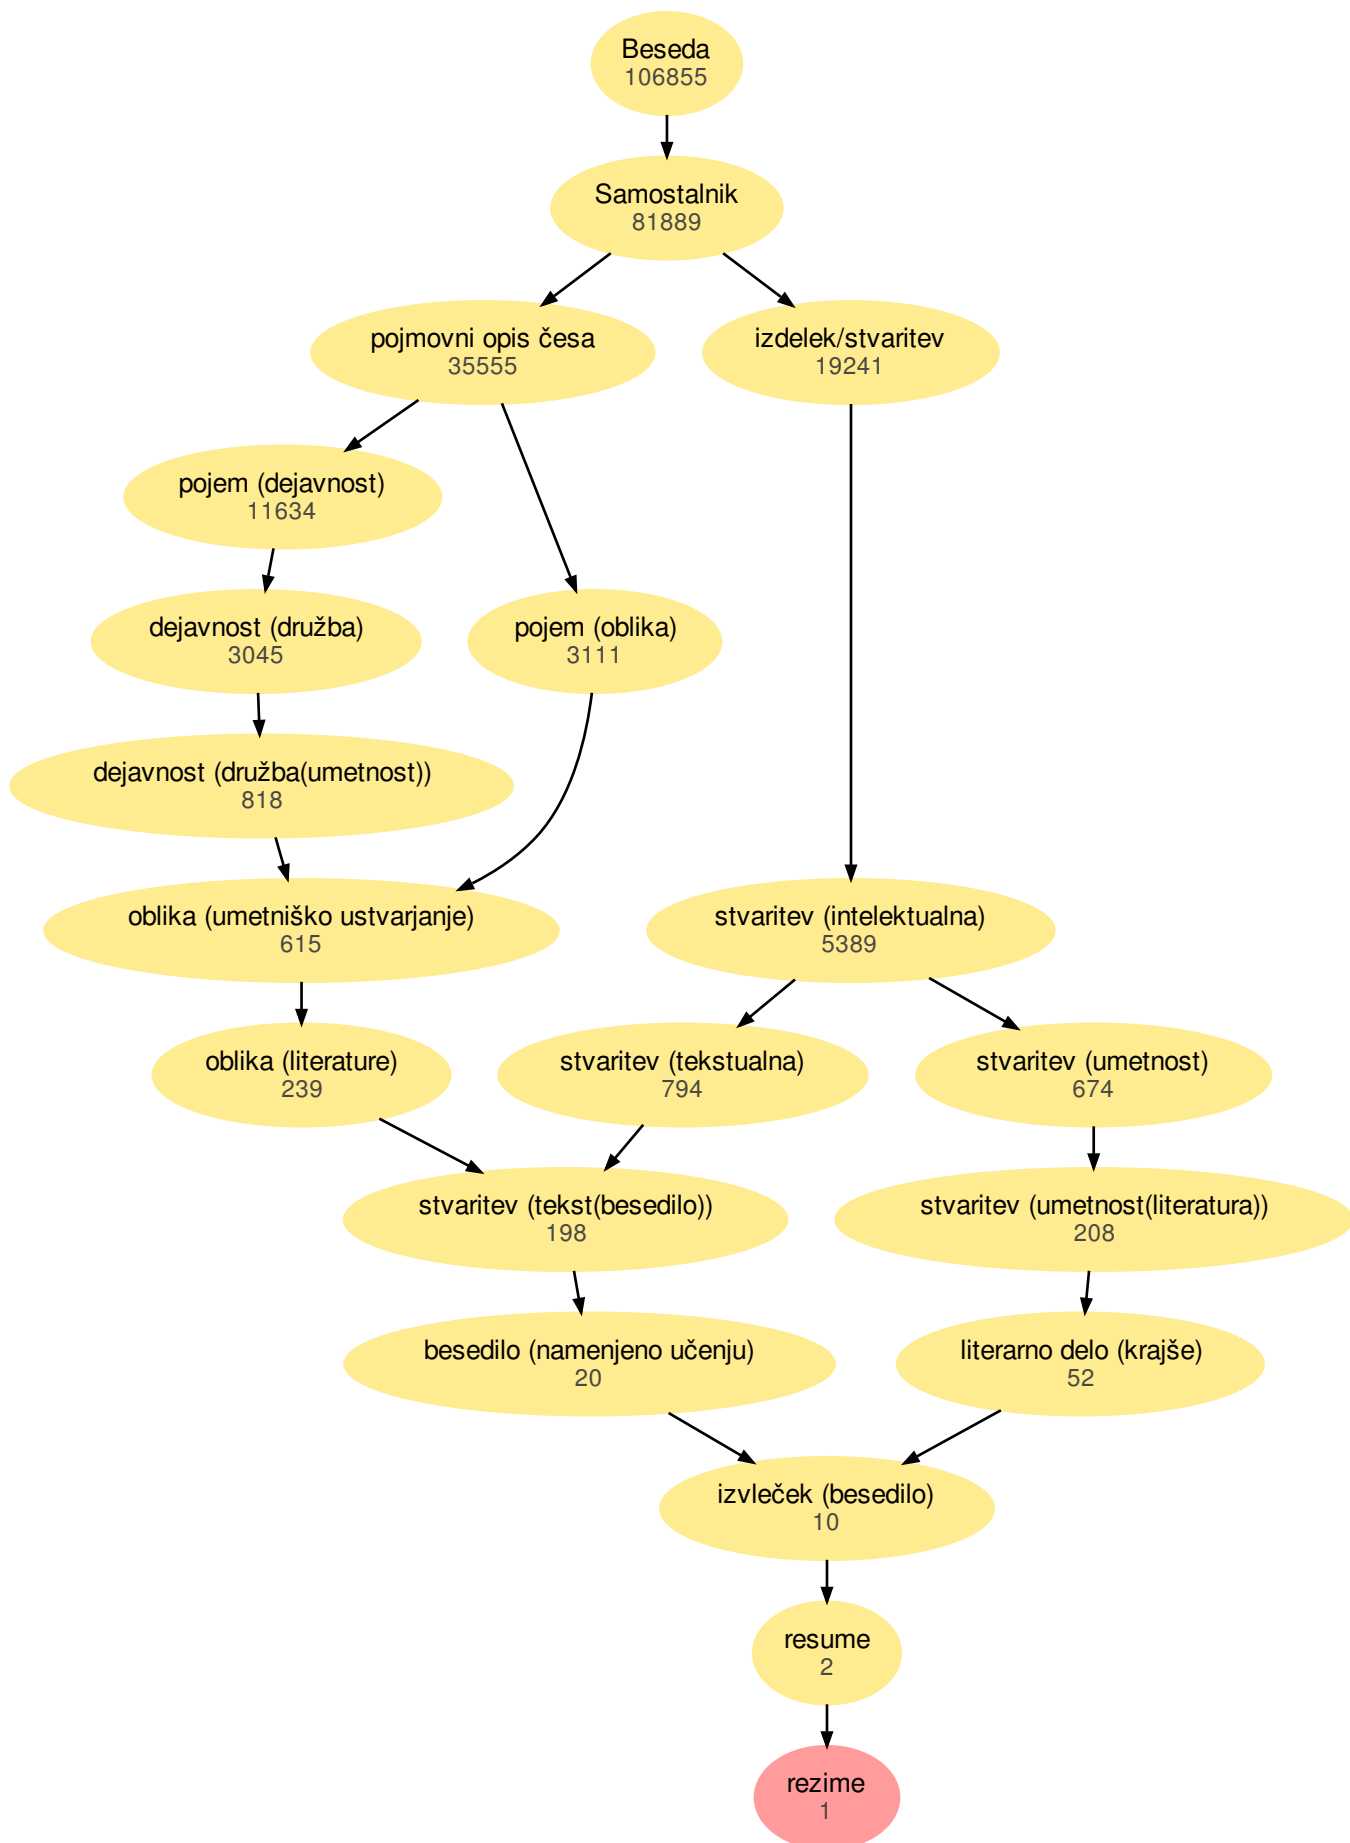 Beseda
106855
Samostalnik
81889
pojmovni opis česa
35555
izdelek/stvaritev
19241
pojem (dejavnost)
11634
dejavnost (družba)
3045
pojem (oblika)
3111
dejavnost (družba(umetnost))
818
oblika (umetniško ustvarjanje)
615
stvaritev (intelektualna)
5389
oblika (literature)
239
stvaritev (tekstualna)
794
stvaritev (umetnost)
674
stvaritev (tekst(besedilo))
198
stvaritev (umetnost(literatura))
208
besedilo (namenjeno učenju)
20
literarno delo (krajše)
52
izvleček (besedilo)
10
resume
2
rezime
1